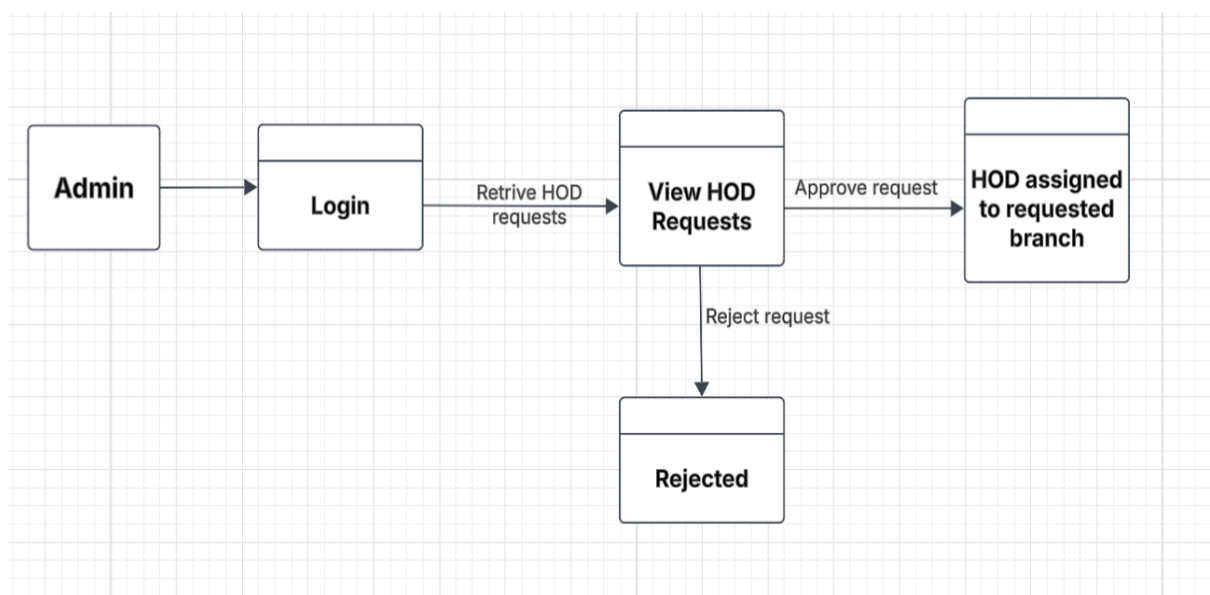 Admin
Login
Retrive HOD
requests
View HOD
Requests
Approve request
HOD assigned
to requested
branch
Reject request
Rejected